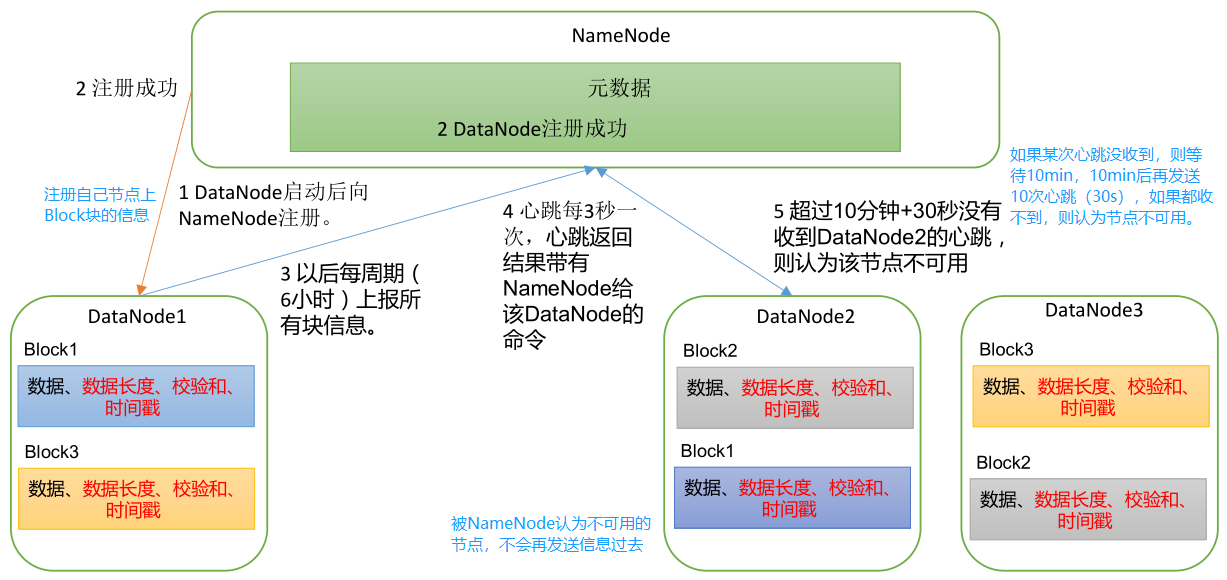 NameNode
元数据
2 DataNode注册成功
2 注册成功
注册自己节点上
Block块的信息
1 DataNode启动后向
NameNode注册。
3 以后每周期（
6小时）上报所
有块信息。
4 心跳每3秒一
次，心跳返回
结果带有
NameNode给
该DataNode的
命令
5 超过10分钟+30秒没有
收到DataNode2的心跳，
则认为该节点不可用
如果某次心跳没收到，则等
待10min，10min后再发送
10次心跳（30s），如果都收
不到，则认为节点不可用。
DataNode1
Block1
数据、数据长度、校验和、
时间戳
Block3
数据、数据长度、校验和、
时间戳
DataNode2
Block2
数据、数据长度、校验和、
时间戳
Block1
数据、数据长度、校验和、
时间戳
被NameNode认为不可用的
节点，不会再发送信息过去
DataNode3
Block3
数据、数据长度、校验和、
时间戳
Block2
数据、数据长度、校验和、
时间戳